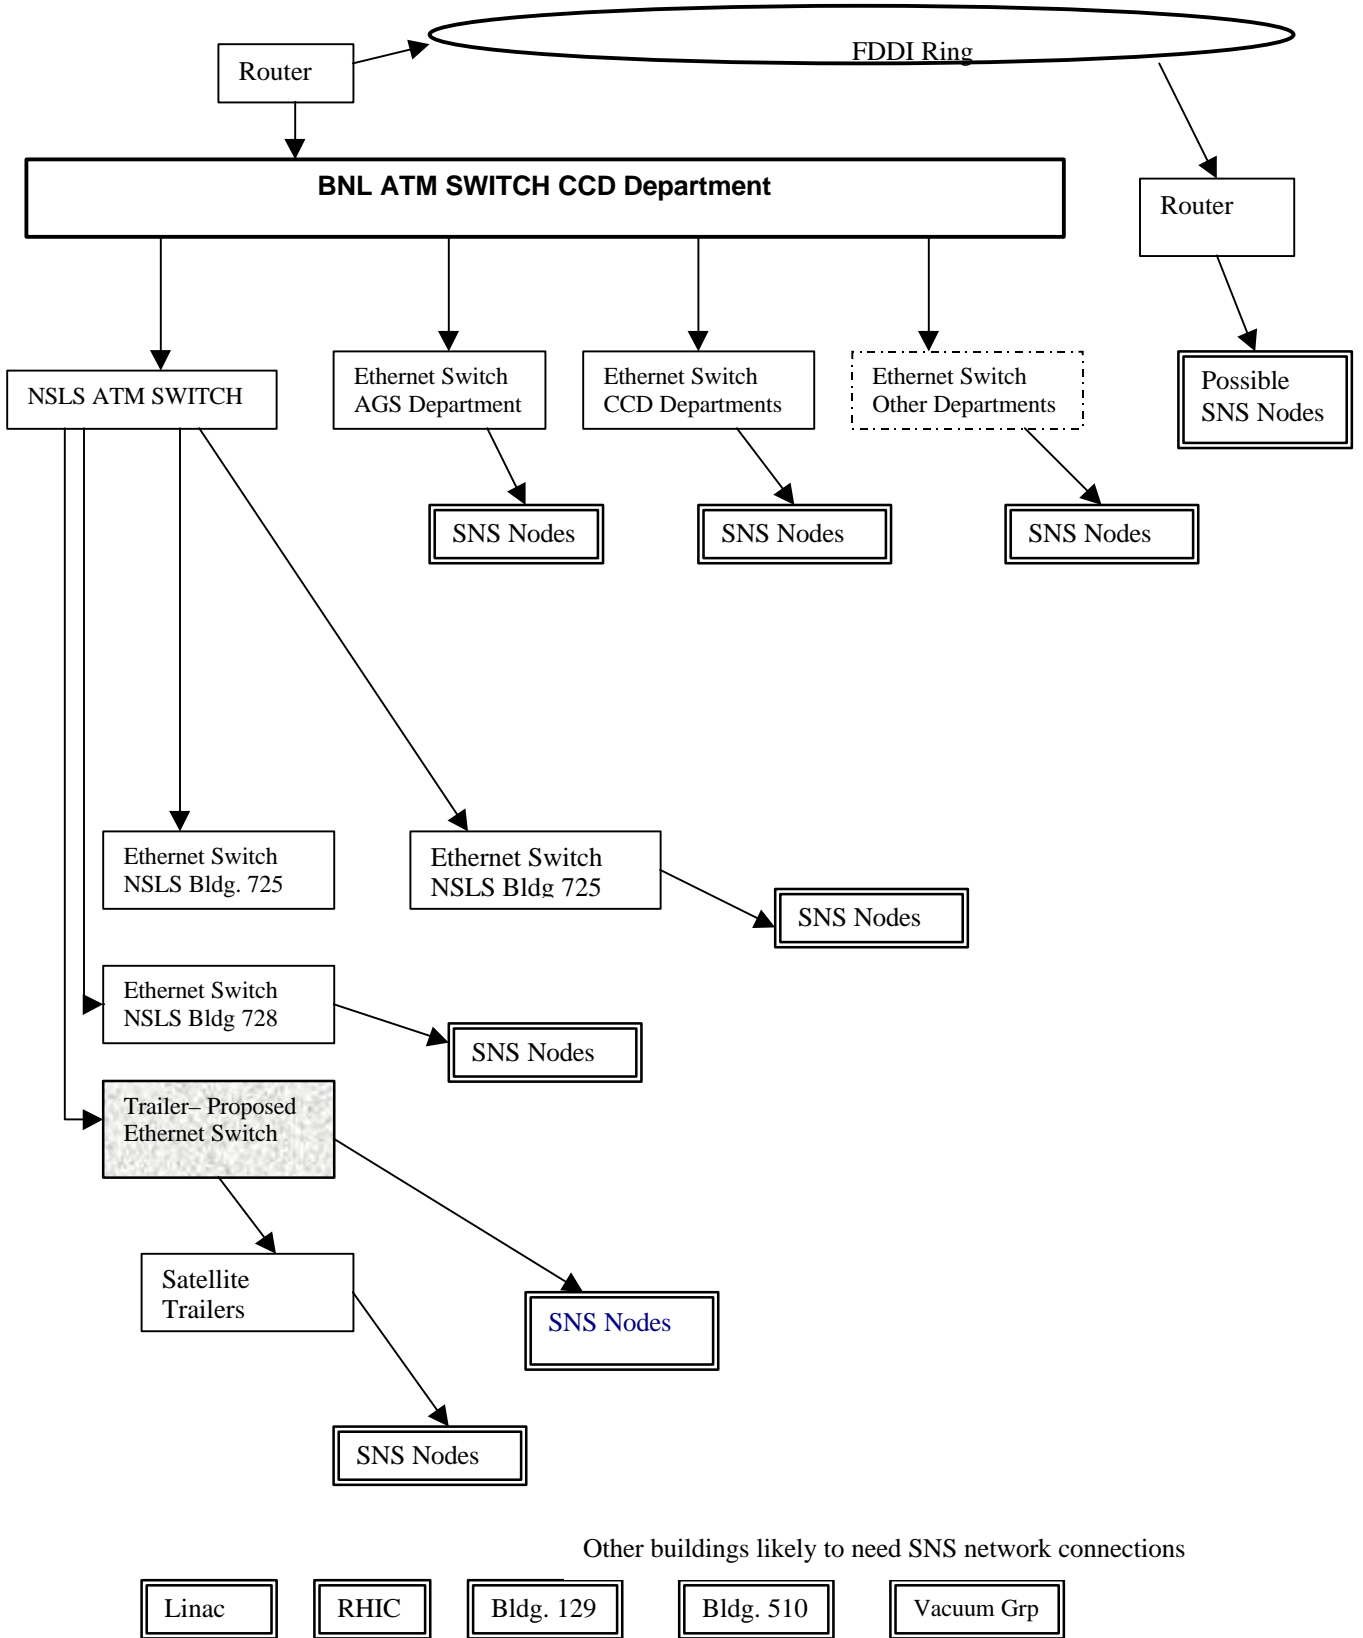 FDDI Ring
Router
BNL ATM SWITCH CCD Department
Router
NSLS ATM SWITCH
Ethernet Switch
AGS Department
Ethernet Switch
CCD Departments
Ethernet Switch
Other Departments
Possible
SNS Nodes
SNS Nodes
SNS Nodes
SNS Nodes
Ethernet Switch
NSLS Bldg. 725
Ethernet Switch
NSLS Bldg 725
SNS Nodes
Ethernet Switch
NSLS Bldg 728
SNS Nodes
Trailer– Proposed
Ethernet Switch
Satellite
Trailers
SNS Nodes
SNS Nodes
Other buildings likely to need SNS network connections
Linac
RHIC
Bldg. 129
Bldg. 510
Vacuum Grp